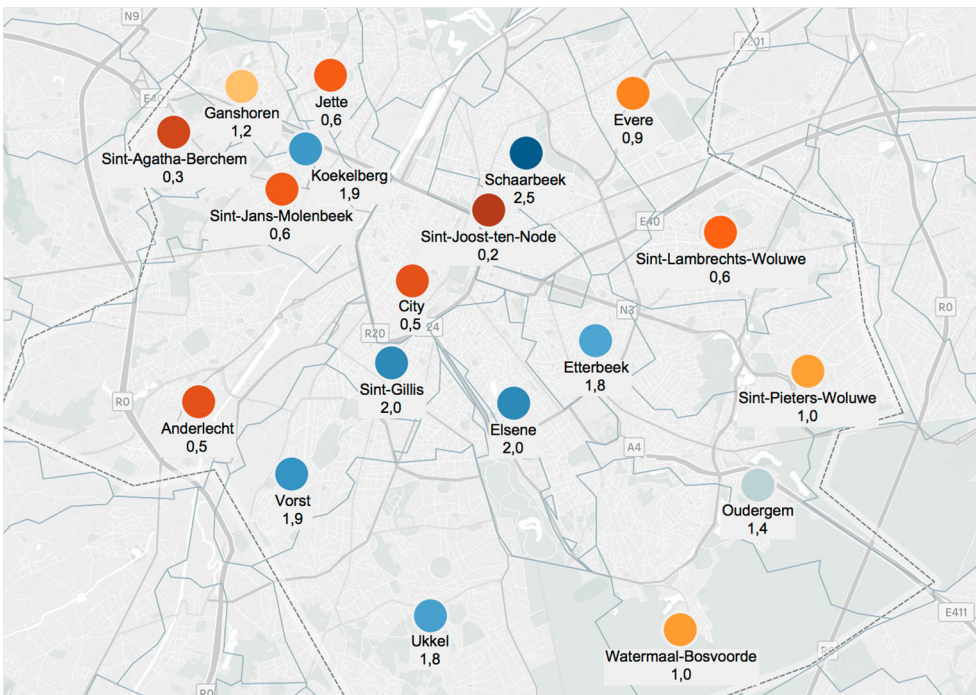 N9
A201
E40
Ganshoren
1,2
Jette
0,6
Evere
0,9
Sint-Agatha-Berchem
0,3
Koekelberg
1,9
Schaarbeek
2,5
Sint-Jans-Molenbeek
0,6
Sint-Joost-ten-Node
0,2
E40
Sint-Lambrechts-Woluwe
0,6
City
0,5
R20
24
N3
R0
Etterbeek
1,8
Sint-Gillis
2,0
Sint-Pieters-Woluwe
1,0
R0
Anderlecht
0,5
Elsene
2,0
A4
Vorst
1,9
Oudergem
1,4
E411
Ukkel
1,8
Watermaal-Bosvoorde
1,0
R0
R0